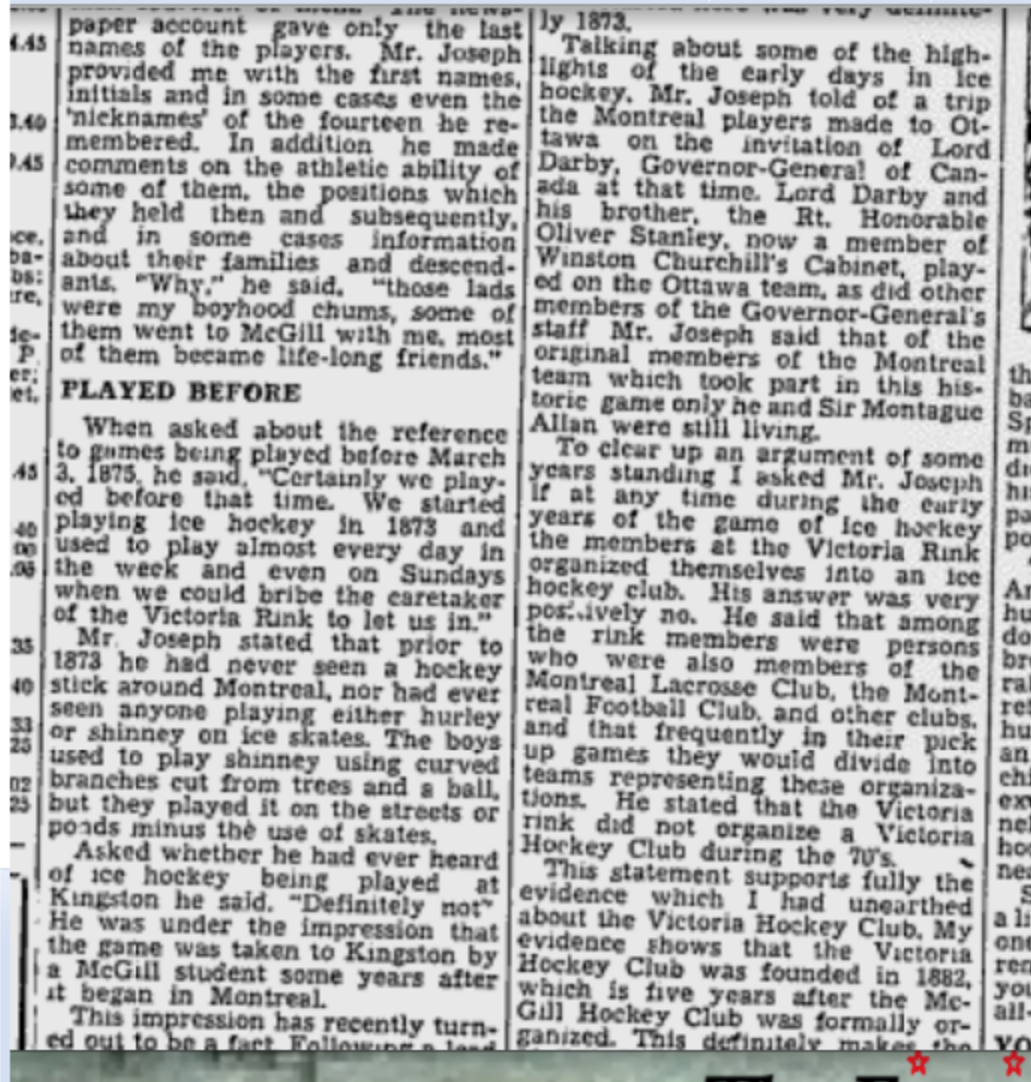 paper account gave only the last
names of the players. Mr. Joseph
provided me with the first names,
initials and in some cases even the
'nicknames' of the fourteen he re-
membered. In addition he made
comments on the athletic ability of
some of them, the positions which
they held then and subsequently,
and in some cases information
about their families and descend-
ants. "Why," he said, "those lads
were my boyhood chums, some of
them went to McGill with me, most
of them became life-long friends."
PLAYED BEFORE
When asked about the reference
to games being played before March
3, 1875, he said, "Certainly we play-
ed before that time. We started
playing ice hockey in 1873 and
used to play almost every day in
the week and even on Sundays
when we could bribe the caretaker
of the Victoria Rink to let us in."
Mr. Joseph stated that prior to
1873 he had never seen a hockey
stick around Montreal, nor had ever
seen anyone playing either hurley
or shinney on ice skates. The boys
used to play shinney using curved
branches cut from trees and a ball,
but they played it on the streets or
ponds minus the use of skates.
Asked whether he had ever heard
of ice hockey being played at
Kingston he said, "Definitely not"
He was under the impression that
the game was taken to Kingston by
a McGill student some years after
it began in Montreal.
This impression has recently turn-
ed out to be a fact Following a lead
ly 1873.
Talking about some of the high-
lights of the early days in ice
hockey, Mr. Joseph told of a trip
the Montreal players made to Ot-
tawa on the invitation of Lord
Darby, Governor-General of Can-
ada at that time. Lord Darby and
his brother, the Rt. Honorable
Oliver Stanley, now a member of
Winston Churchill's Cabinet, play-
ed on the Ottawa team, as did other
members of the Governor-General's
staff Mr. Joseph said that of the
original members of the Montreal
team which took part in this his-
toric game only he and Sir Montague
Allan were still living.
To clear up an argument of some
years standing I asked Mr. Joseph
if at any time during the early
years of the game of ice hockey
the members at the Victoria Rink
organized themselves into an ice
hockey club. His answer was very
positively no. He said that among
the rink members were persons
who were also members of the
Montreal Lacrosse Club, the Mont-
real Football Club, and other clubs,
and that frequently in their pick
up games they would divide into
teams representing these organiza-
tions. He stated that the Victoria
rink did not organize a Victoria
Hockey Club during the 70's.
This statement supports fully the
evidence which I had unearthed
about the Victoria Hockey Club. My
evidence shows that the Victoria
Hockey Club was founded in 1882,
which is five years after the Mc-
Gill Hockey Club was formally or-
ganized. This definitely makes the